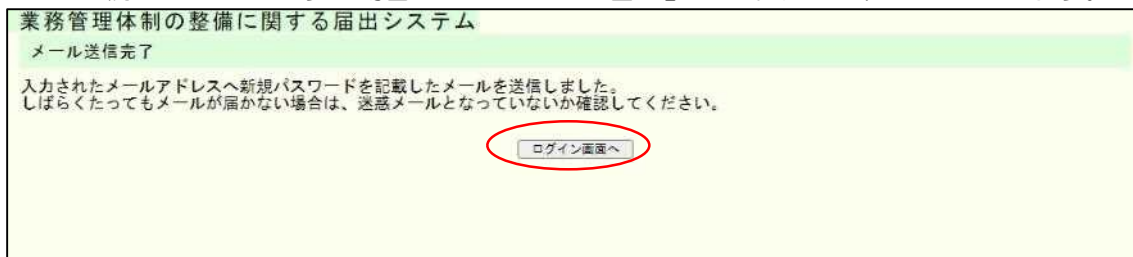 業務管理体制の整備に関する届出システム
メール送信完了
入力されたメールアドレスへ新規パスワードを記載したメールを送信しました。
しばらくたってもメールが届かない場合は、迷惑メールとなっていないか確認してください。
ログイン画面へ